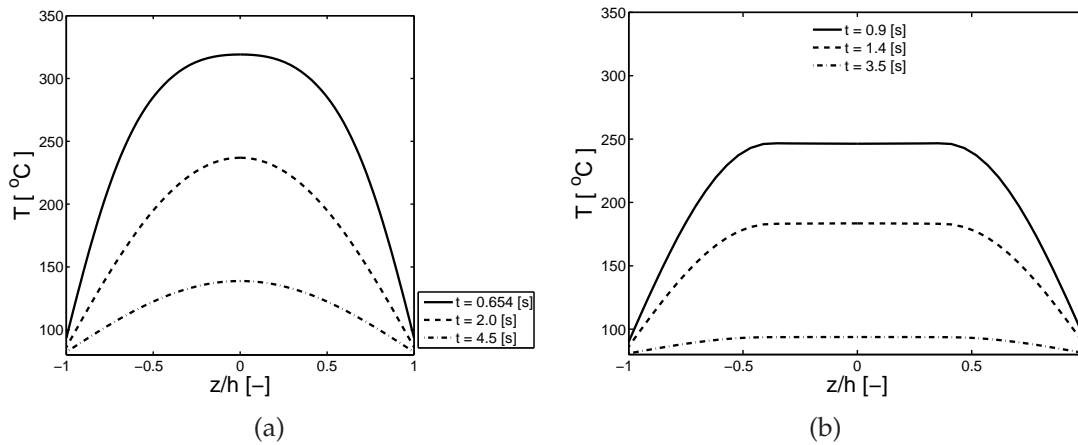 350
300
250
200
150
100
T [ °C ]
−1
−0.5
0
0.5
1
z/h [−]
t = 0.654 [s]
t = 2.0 [s]
t = 4.5 [s]
(a)
350
300
250
200
150
100
T [ °C ]
−1
−0.5
0
0.5
z/h [−]
t = 0.9 [s]
t = 1.4 [s]
t = 3.5 [s]
(b)